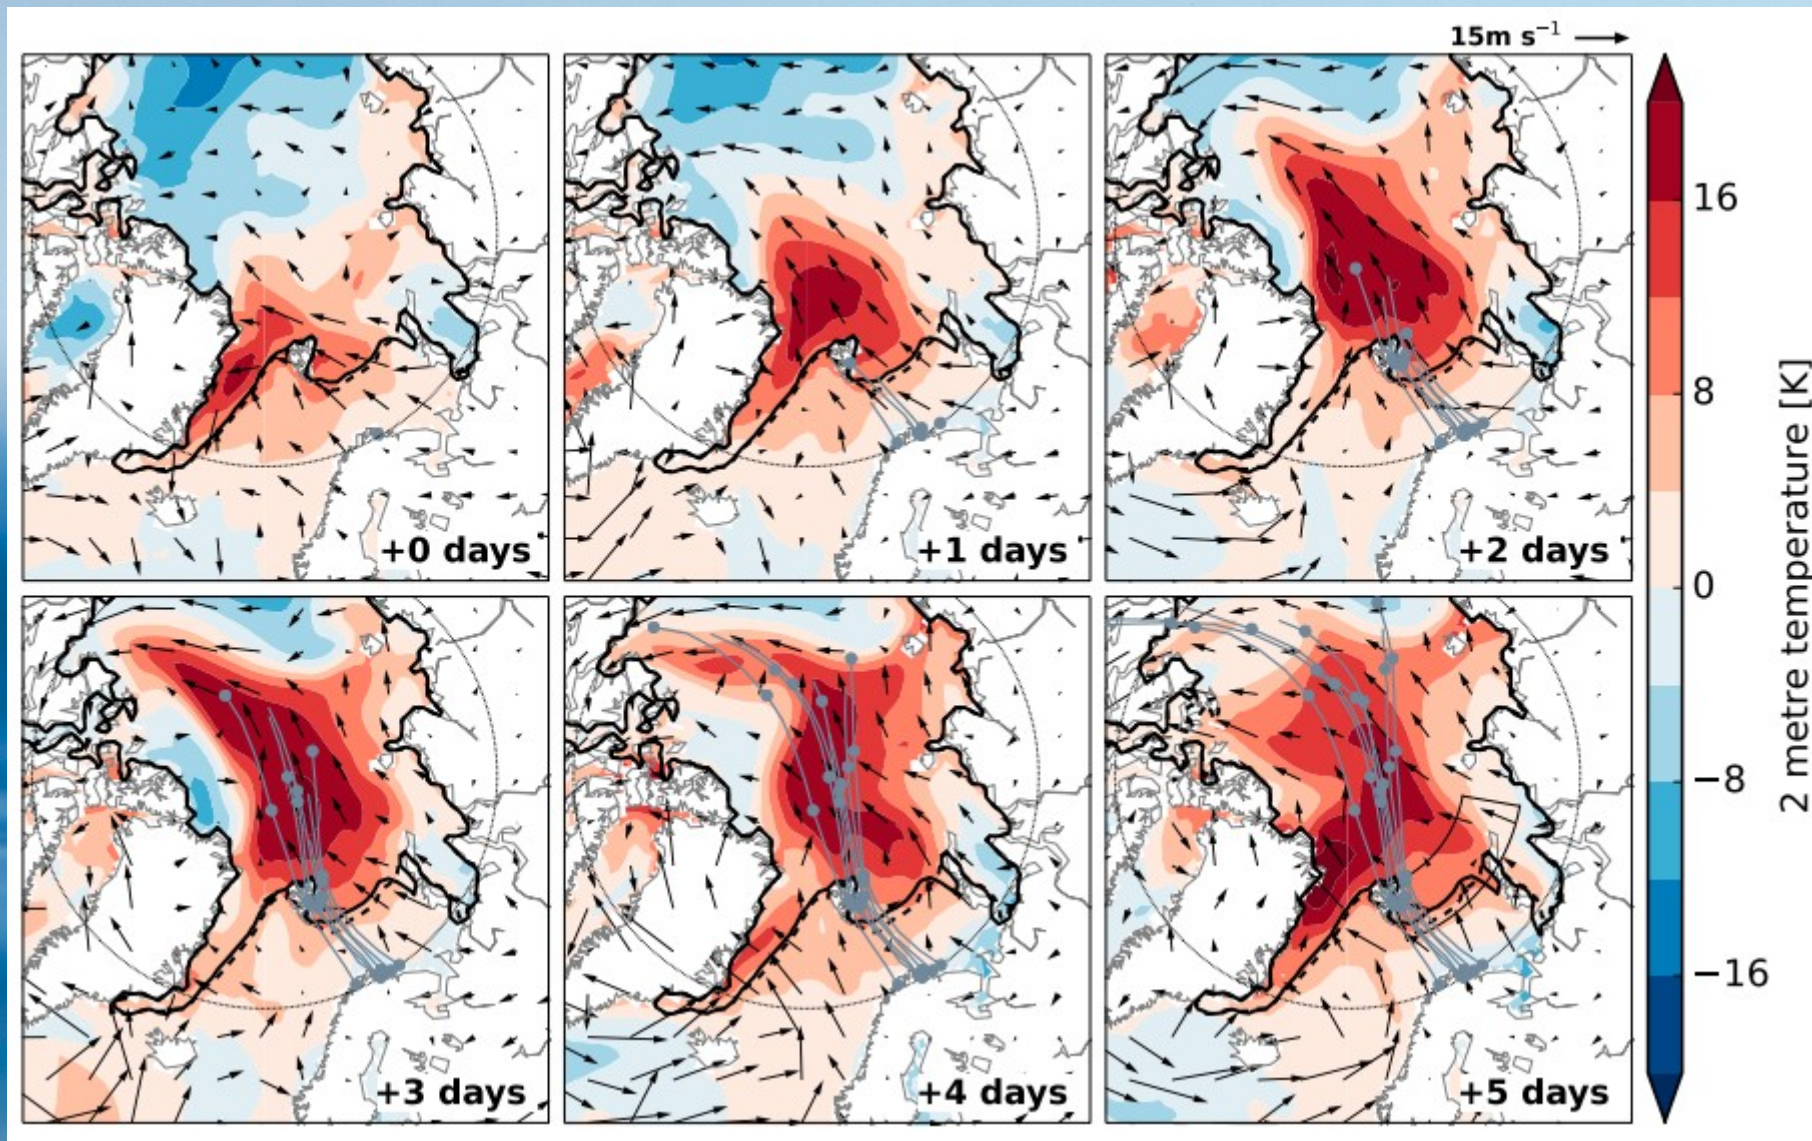 15m s⁻¹
+0 days
+1 days
+2 days
+3 days
+4 days
+5 days
16
8
0
−8
−16
2 metre temperature [K]